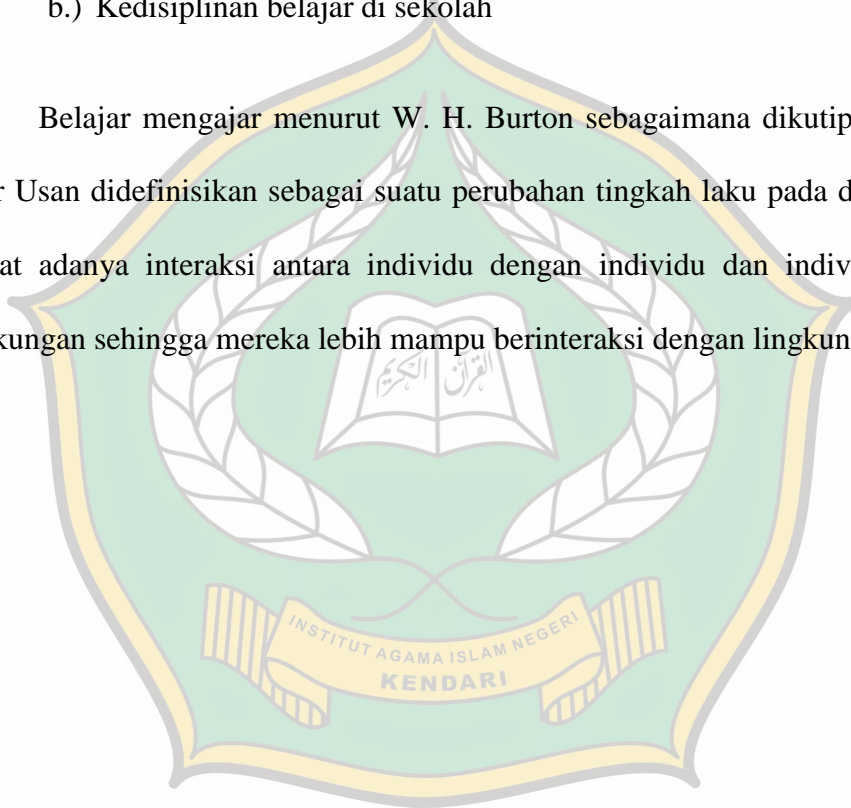 b.) Kedisiplinan belajar di sekolah
Belajar mengajar menurut W. H. Burton sebagaimana dikutip
r Usan didefinisikan sebagai suatu perubahan tingkah laku pada d
at adanya interaksi antara individu dengan individu dan indiv
kungan sehingga mereka lebih mampu berinteraksi dengan lingkun
القرآن الكريم
INSTITUT AGAMA ISLAM NEGERI
KENDARI